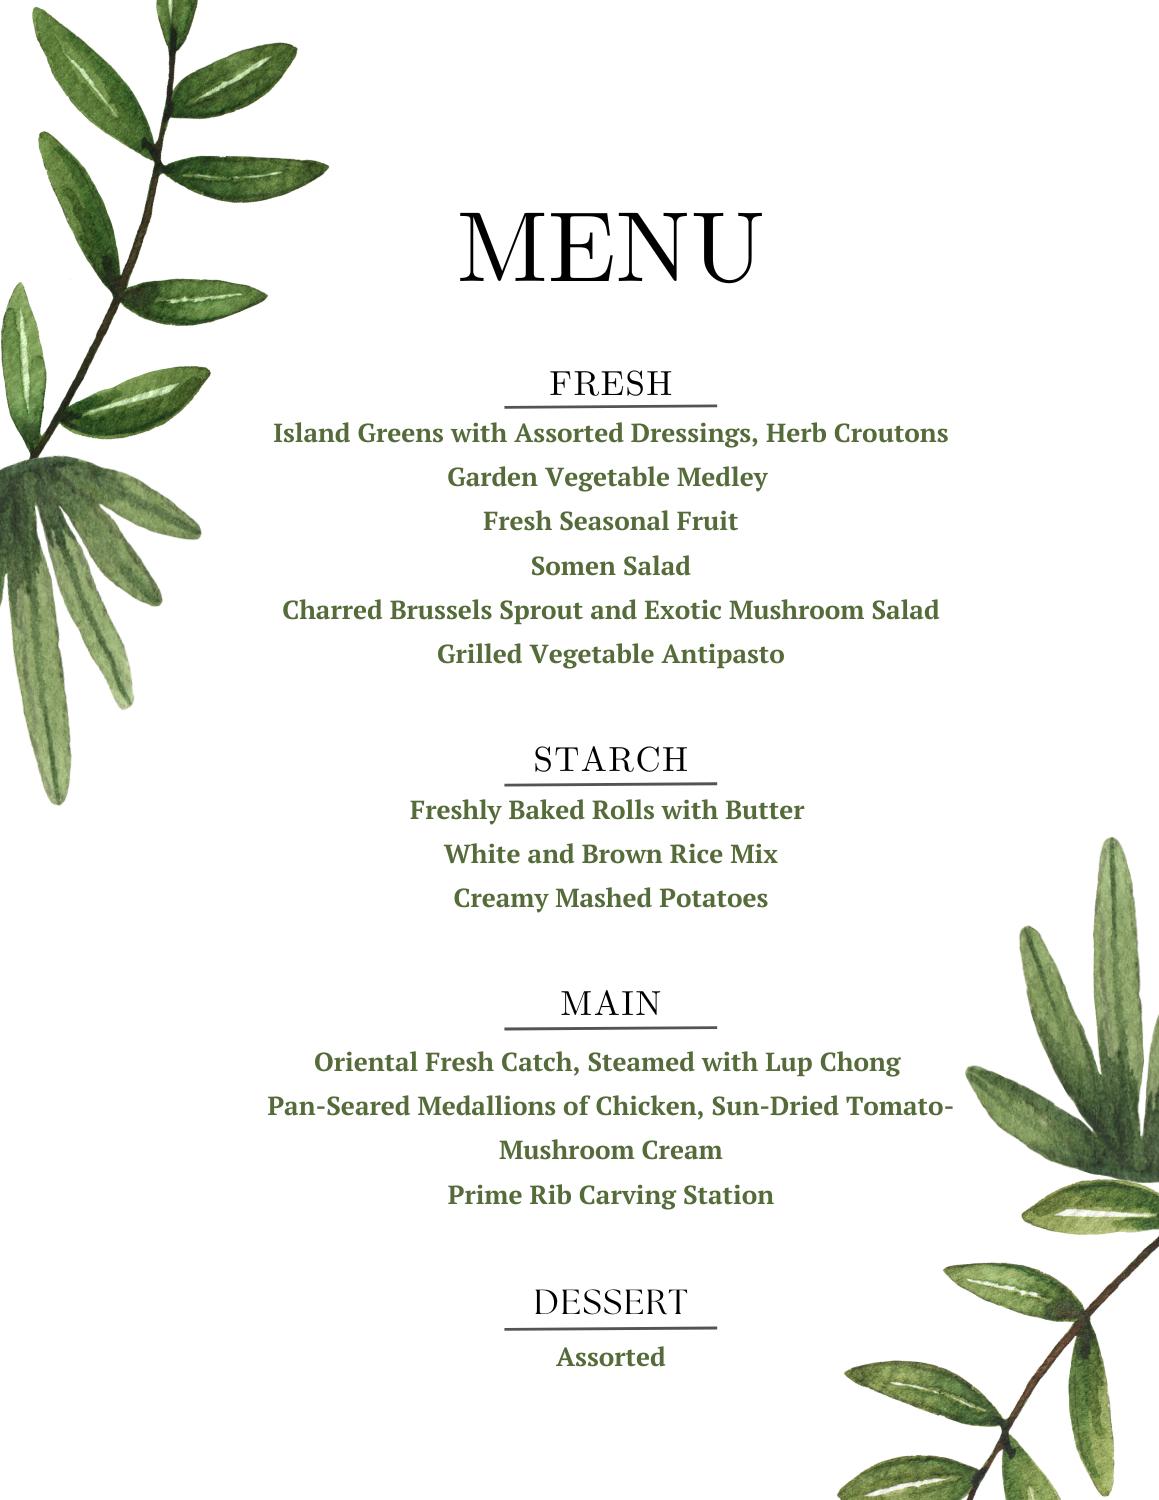 MENU
FRESH
Island Greens with Assorted Dressings, Herb Croutons
Garden Vegetable Medley
Fresh Seasonal Fruit
Somen Salad
Charred Brussels Sprout and Exotic Mushroom Salad
Grilled Vegetable Antipasto
STARCH
Freshly Baked Rolls with Butter
White and Brown Rice Mix
Creamy Mashed Potatoes
MAIN
Oriental Fresh Catch, Steamed with Lup Chong
Pan-Seared Medallions of Chicken, Sun-Dried Tomato-
Mushroom Cream
Prime Rib Carving Station
DESSERT
Assorted